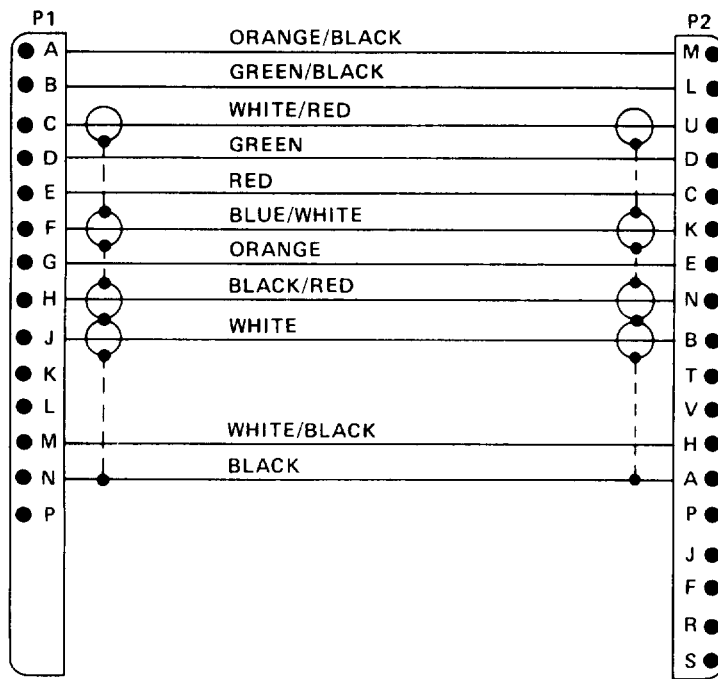 P1 P2
A ORANGE/BLACK M
B GREEN/BLACK L
C WHITE/RED U
D GREEN D
E RED C
F BLUE/WHITE K
G ORANGE E
H BLACK/RED N
J WHITE B
K T
L V
M WHITE/BLACK H
N BLACK A
P P
J
F
R
S